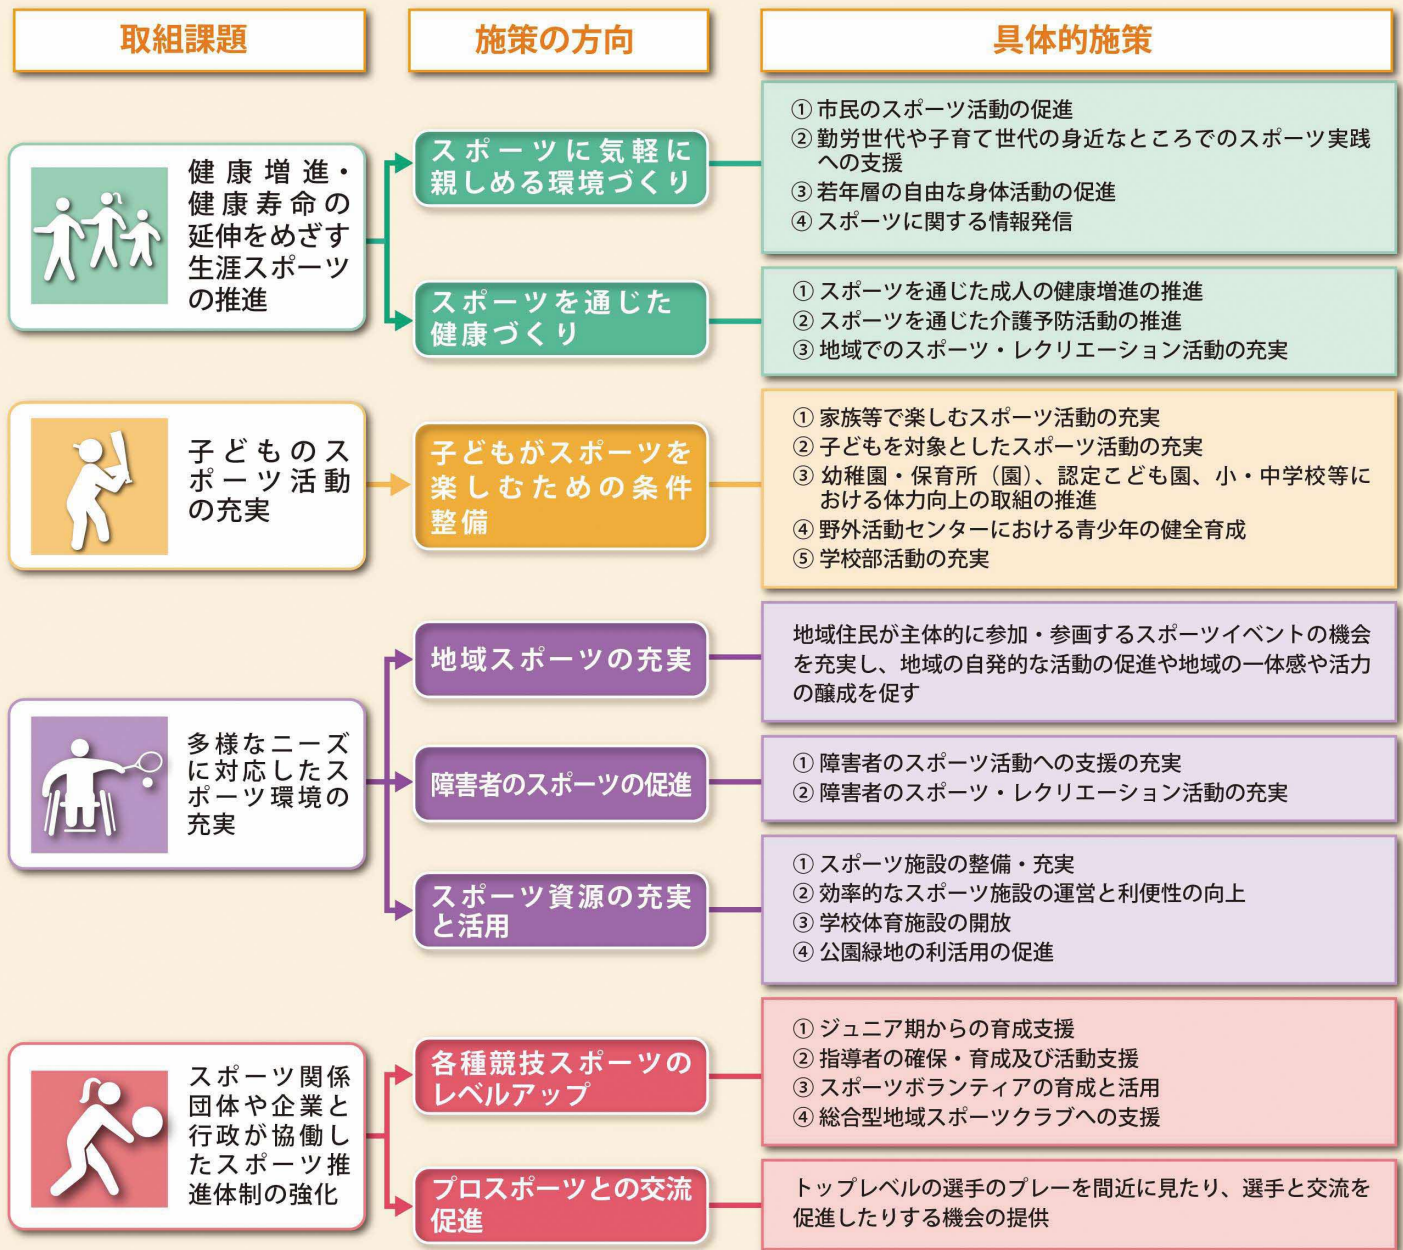 取組課題
施策の方向
具体的施策
健康増進・
健康寿命の
延伸をめざす
生涯スポーツ
の推進
スポーツに気軽に
親しめる環境づくり
① 市民のスポーツ活動の促進
② 勤労世代や子育て世代の身近なところでのスポーツ実践
への支援
③ 若年層の自由な身体活動の促進
④ スポーツに関する情報発信
スポーツを通じた
健康づくり
① スポーツを通じた成人の健康増進の推進
② スポーツを通じた介護予防活動の推進
③ 地域でのスポーツ・レクリエーション活動の充実
子どものス
ポーツ活動
の充実
子どもがスポーツを
楽しむための条件
整備
① 家族等で楽しむスポーツ活動の充実
② 子どもを対象としたスポーツ活動の充実
③ 幼稚園・保育所（園）、認定こども園、小・中学校等に
おける体力向上の取組の推進
④ 野外活動センターにおける青少年の健全育成
⑤ 学校部活動の充実
多様なニーズ
に対応したス
ポーツ環境の
充実
地域スポーツの充実
地域住民が主体的に参加・参画するスポーツイベントの機会
を充実し、地域の自発的な活動の促進や地域の一体感や活力
の醸成を促す
障害者のスポーツの促進
① 障害者のスポーツ活動への支援の充実
② 障害者のスポーツ・レクリエーション活動の充実
スポーツ資源の充実
と活用
① スポーツ施設の整備・充実
② 効率的なスポーツ施設の運営と利便性の向上
③ 学校体育施設の開放
④ 公園緑地の利活用の促進
スポーツ関係
団体や企業と
行政が協働し
たスポーツ推
進体制の強化
各種競技スポーツの
レベルアップ
① ジュニア期からの育成支援
② 指導者の確保・育成及び活動支援
③ スポーツボランティアの育成と活用
④ 総合型地域スポーツクラブへの支援
プロスポーツとの交流
促進
トップレベルの選手のプレーを間近に見たり、選手と交流を
促進したりする機会の提供